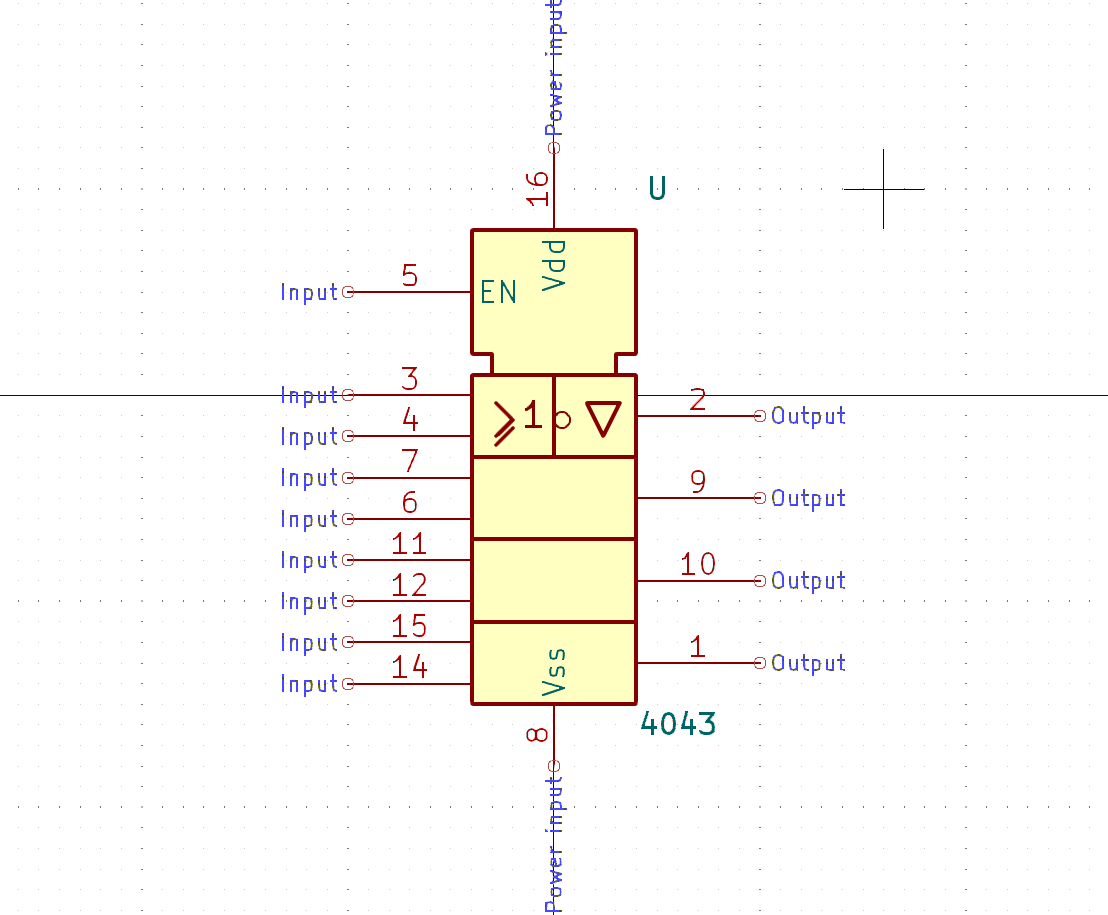 Power input
16
U
Vdd
5
Input
EN
3
Input
2
Output
≥1
4
Input
7
Input
9
Output
6
Input
11
Input
10
Output
12
Input
15
Input
1
Output
14
Input
Vss
4043
8
Power input